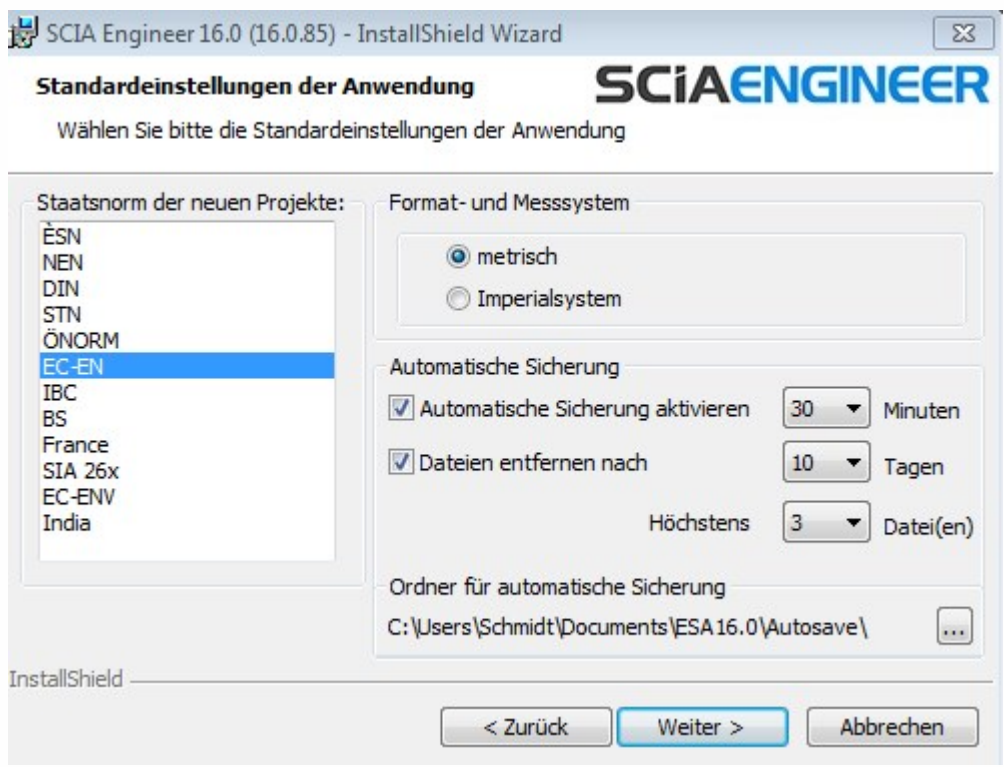 SCIA Engineer 16.0 (16.0.85) - InstallShield Wizard
Standardeinstellungen der Anwendung
SCiAENGINEER
Wählen Sie bitte die Standardeinstellungen der Anwendung
Staatsnorm der neuen Projekte:
ÈSN
NEN
DIN
STN
ÖNORM
EC-EN
IBC
BS
France
SIA 26x
EC-ENV
India
Format- und Messsystem
metrisch
Imperialsystem
Automatische Sicherung
Automatische Sicherung aktivieren 30 Minuten
Dateien entfernen nach 10 Tagen
Höchstens 3 Datei(en)
Ordner für automatische Sicherung
C:\Users\Schmidt\Documents\ESA16.0\Autosave\ ...
InstallShield
< Zurück Weiter > Abbrechen